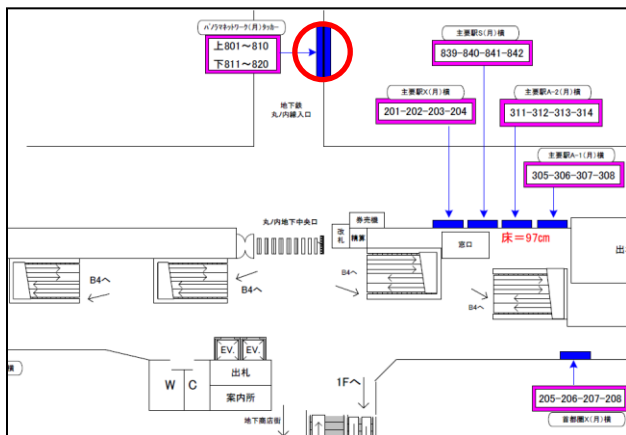 パノラマネットワーク(月)タッカー
上801～810
下811～820
主要駅S(月)横
839-840-841-842
主要駅X(月)横
201-202-203-204
主要駅A-2(月)横
311-312-313-314
主要駅A-1(月)横
305-306-307-308
地下鉄
丸ノ内線入口
丸ノ内地下中央口
券売機
改札
精算
窓口
床＝97cm
出
B4へ
B4へ
B4へ
B4へ
EV.
EV.
出札
案内所
W
C
1Fへ
地下商店街
205-206-207-208
首都圏X(月)横
横